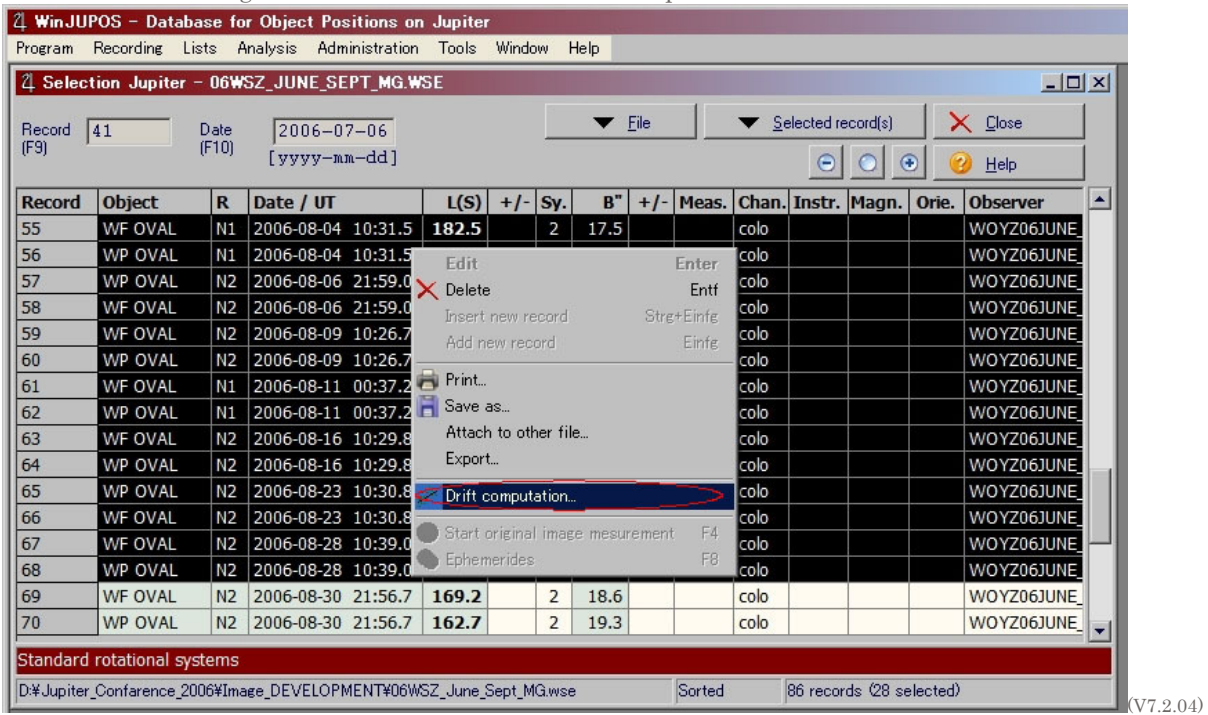 WinJUPOS - Database for Object Positions on Jupiter
Program Recording Lists Analysis Administration Tools Window Help
Selection Jupiter - 06WSZ_JUNE_SEPT_MG.WSE
Record (F9) 41 Date (F10) 2006-07-06 [yyyy-mm-dd] File Selected record(s) Close
Help
Record Object R Date / UT L(S) +/- Sy. B" +/- Meas. Chan. Instr. Magn. Orie. Observer
55 WF OVAL N1 2006-08-04 10:31.5 182.5 2 17.5 colo WOYZ06JUNE_
56 WP OVAL N1 2006-08-04 10:31.5 colo WOYZ06JUNE_
57 WP OVAL N2 2006-08-06 21:59.0 colo WOYZ06JUNE_
58 WF OVAL N2 2006-08-06 21:59.0 colo WOYZ06JUNE_
59 WF OVAL N2 2006-08-09 10:26.7 colo WOYZ06JUNE_
60 WP OVAL N2 2006-08-09 10:26.7 colo WOYZ06JUNE_
61 WF OVAL N1 2006-08-11 00:37.2 colo WOYZ06JUNE_
62 WP OVAL N1 2006-08-11 00:37.2 colo WOYZ06JUNE_
63 WF OVAL N2 2006-08-16 10:29.8 colo WOYZ06JUNE_
64 WP OVAL N2 2006-08-16 10:29.8 colo WOYZ06JUNE_
65 WP OVAL N2 2006-08-23 10:30.8 colo WOYZ06JUNE_
66 WF OVAL N2 2006-08-23 10:30.8 colo WOYZ06JUNE_
67 WF OVAL N2 2006-08-28 10:39.0 colo WOYZ06JUNE_
68 WP OVAL N2 2006-08-28 10:39.0 colo WOYZ06JUNE_
69 WF OVAL N2 2006-08-30 21:56.7 169.2 2 18.6 colo WOYZ06JUNE_
70 WP OVAL N2 2006-08-30 21:56.7 162.7 2 19.3 colo WOYZ06JUNE_
Edit Enter
Delete Entf
Insert new record Strg+Einfg
Add new record Einfg
Print...
Save as...
Attach to other file...
Export...
Drift computation...
Start original image mesurement F4
Ephemerides F8
Standard rotational systems
D:¥Jupiter_Confarence_2006¥Image_DEVELOPMENT¥06WSZ_June_Sept_MG.wse Sorted 86 records (28 selected)
(V7.2.04)